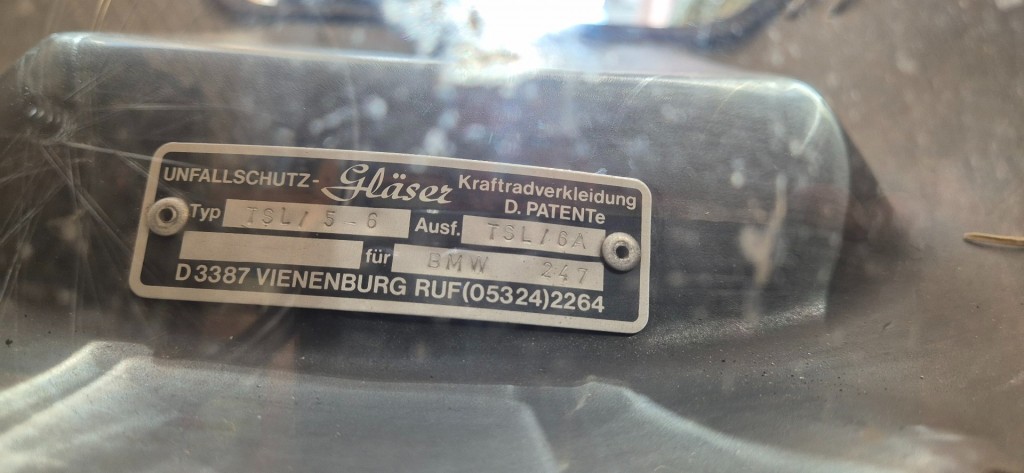 UNFALLSCHUTZ- Gläser Kraftradverkleidung
D. PATENTe
Typ TSL/5-6 Ausf. TSL/6A
für BMW 247
D 3387 VIENENBURG RUF(05324)2264